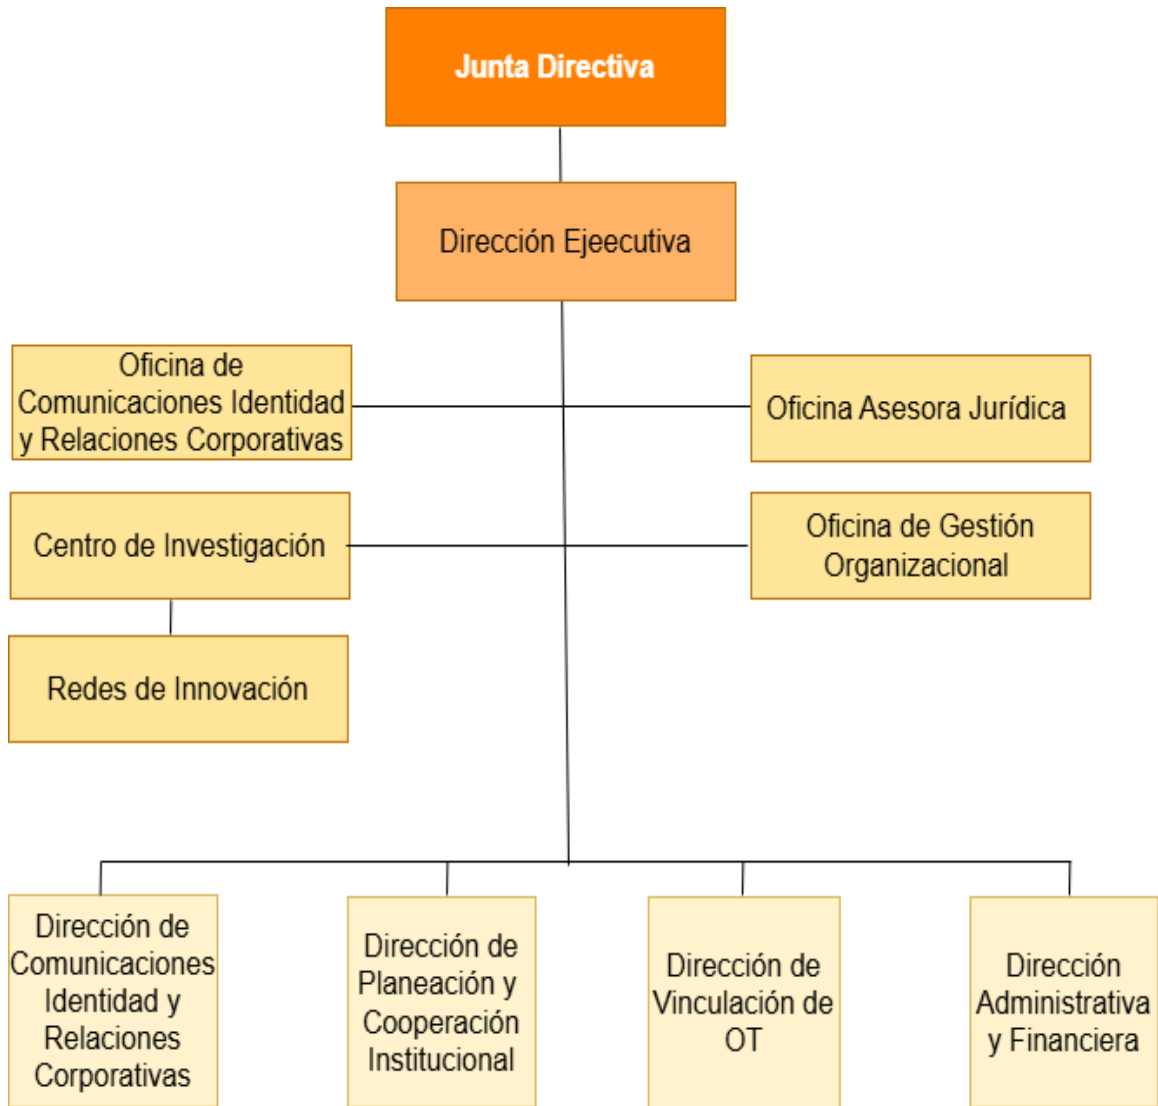 Junta Directiva
Dirección Ejeecutiva
Oficina de
Comunicaciones Identidad
y Relaciones Corporativas
Oficina Asesora Jurídica
Centro de Investigación
Oficina de Gestión
Organizacional
Redes de Innovación
Dirección de
Comunicaciones
Identidad y
Relaciones
Corporativas
Dirección de
Planeación y
Cooperación
Institucional
Dirección de
Vinculación de
OT
Dirección
Administrativa
y Financiera